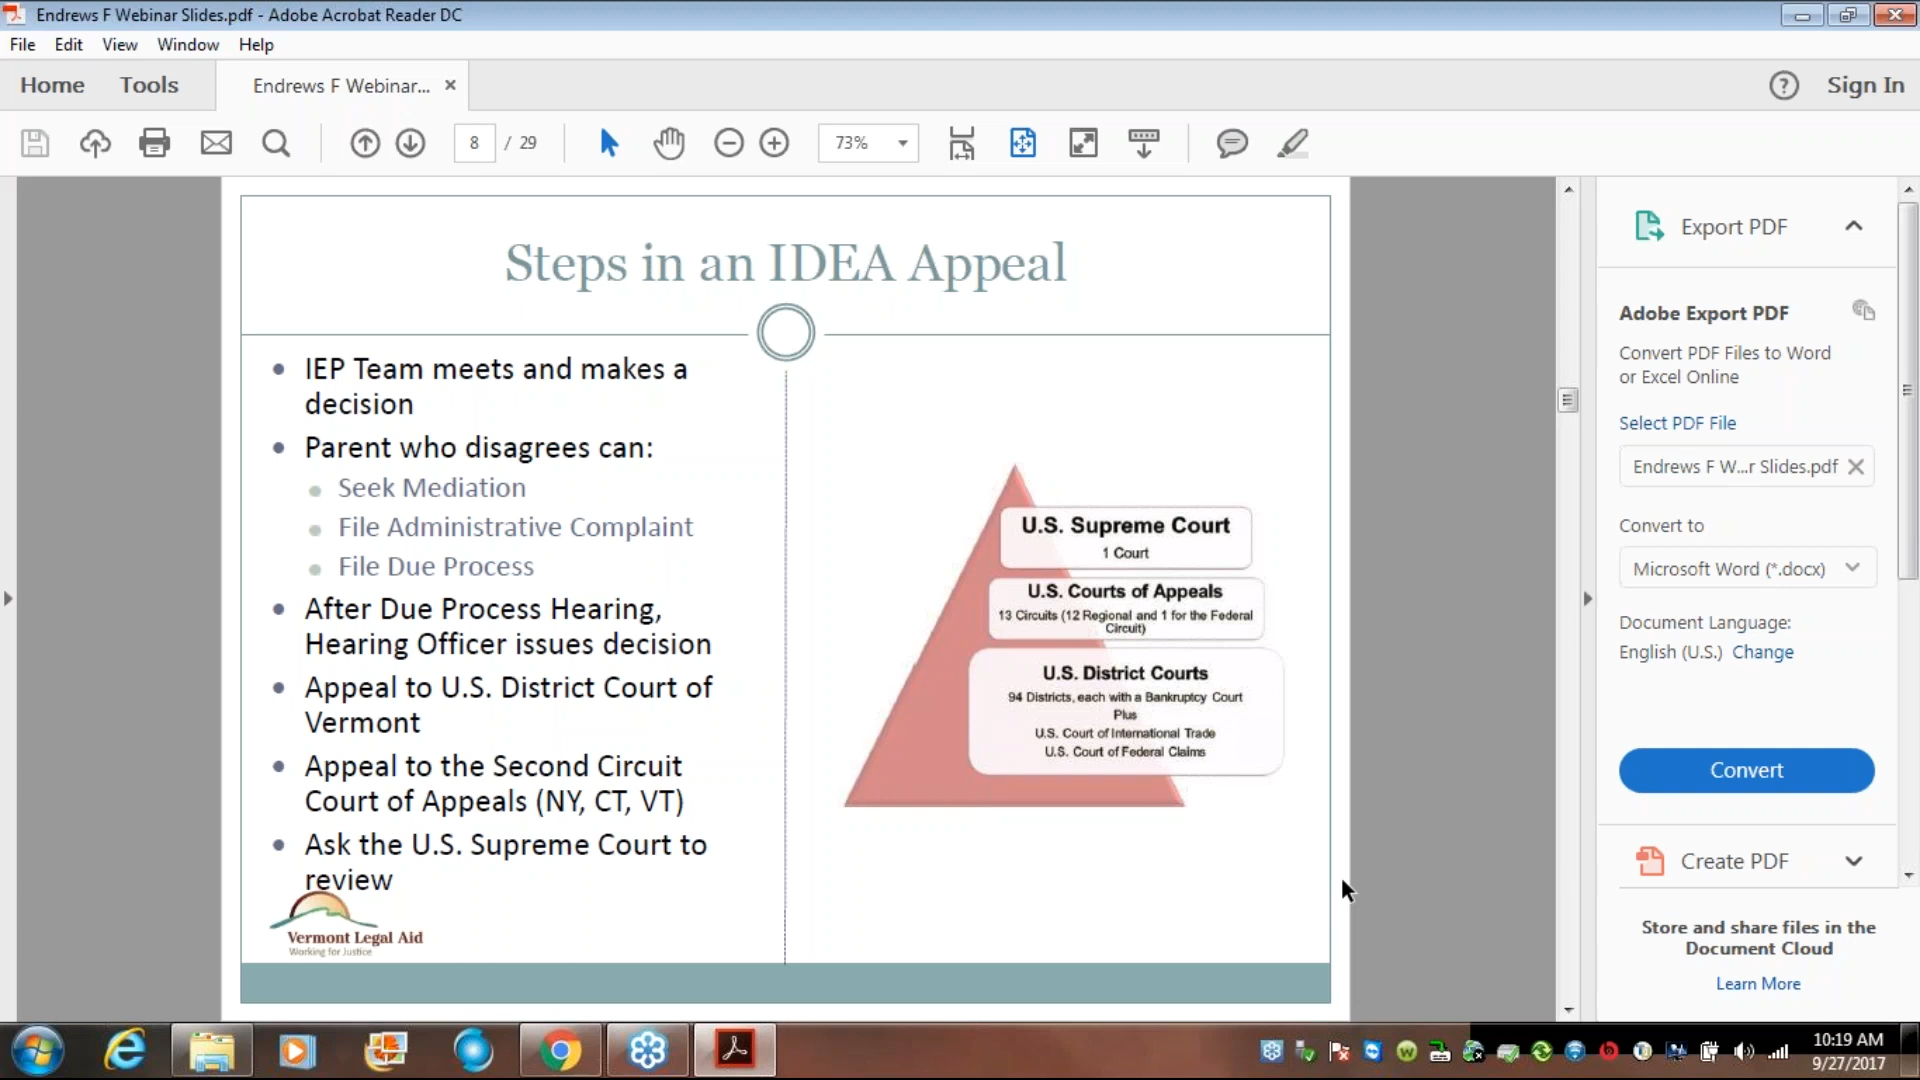 Endrews F Webinar Slides.pdf - Adobe Acrobat Reader DC
File Edit View Window Help
Home Tools Endrews F Webinar... × Sign In
8 / 29 73%
Steps in an IDEA Appeal
IEP Team meets and makes a
decision
Parent who disagrees can:
Seek Mediation
File Administrative Complaint
File Due Process
After Due Process Hearing,
Hearing Officer issues decision
Appeal to U.S. District Court of
Vermont
Appeal to the Second Circuit
Court of Appeals (NY, CT, VT)
Ask the U.S. Supreme Court to
review
Vermont Legal Aid
Working for Justice
U.S. Supreme Court
1 Court
U.S. Courts of Appeals
13 Circuits (12 Regional and 1 for the Federal
Circuit)
U.S. District Courts
94 Districts, each with a Bankruptcy Court
Plus
U.S. Court of International Trade
U.S. Court of Federal Claims
Export PDF
Adobe Export PDF
Convert PDF Files to Word
or Excel Online
Select PDF File
Endrews F W...r Slides.pdf
Convert to
Microsoft Word (*.docx)
Document Language:
English (U.S.) Change
Convert
Create PDF
Store and share files in the
Document Cloud
Learn More
10:19 AM
9/27/2017